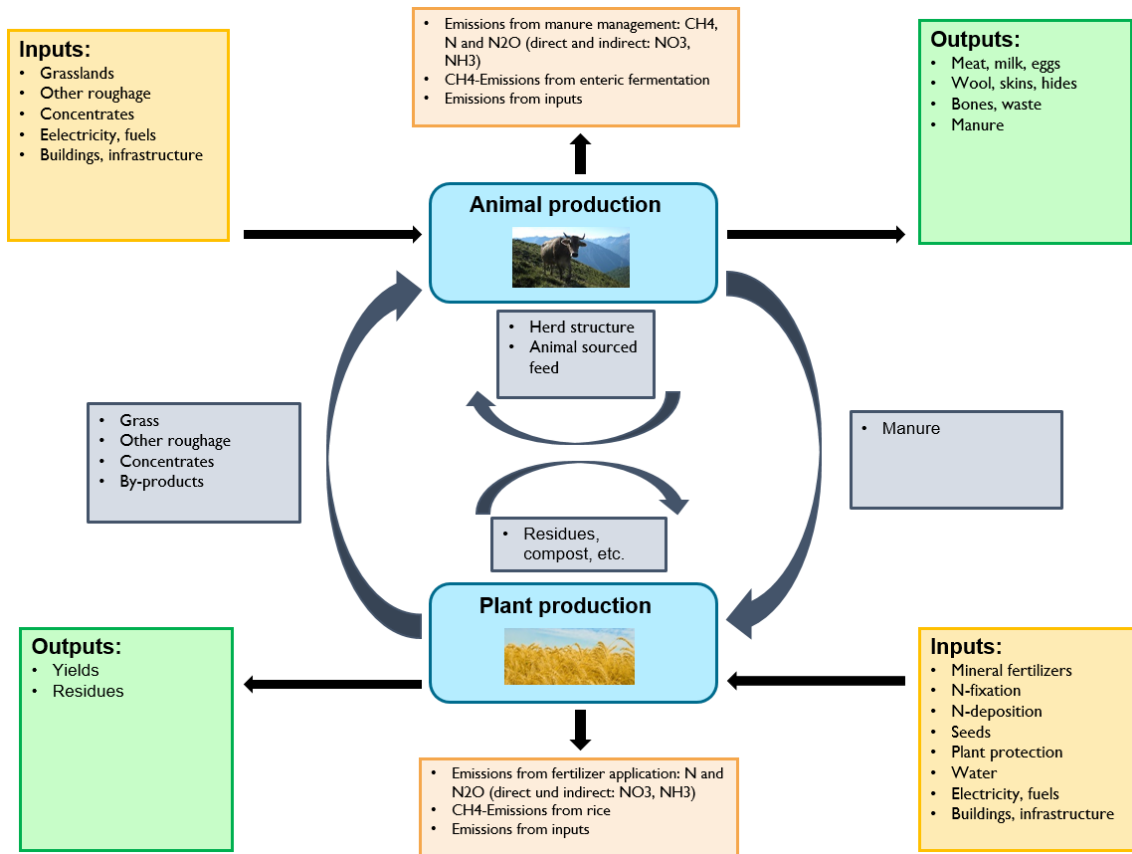 Inputs:
• Grasslands
• Other roughage
• Concentrates
• Eelectricity, fuels
• Buildings, infrastructure
• Emissions from manure management: CH4,
N and N2O (direct and indirect: NO3,
NH3)
• CH4-Emissions from enteric fermentation
• Emissions from inputs
Outputs:
• Meat, milk, eggs
• Wool, skins, hides
• Bones, waste
• Manure
Animal production
• Herd structure
• Animal sourced
feed
• Grass
• Other roughage
• Concentrates
• By-products
• Manure
• Residues,
compost, etc.
Plant production
Outputs:
• Yields
• Residues
Inputs:
• Mineral fertilizers
• N-fixation
• N-deposition
• Seeds
• Plant protection
• Water
• Electricity, fuels
• Buildings, infrastructure
• Emissions from fertilizer application: N and
N2O (direct und indirect: NO3, NH3)
• CH4-Emissions from rice
• Emissions from inputs